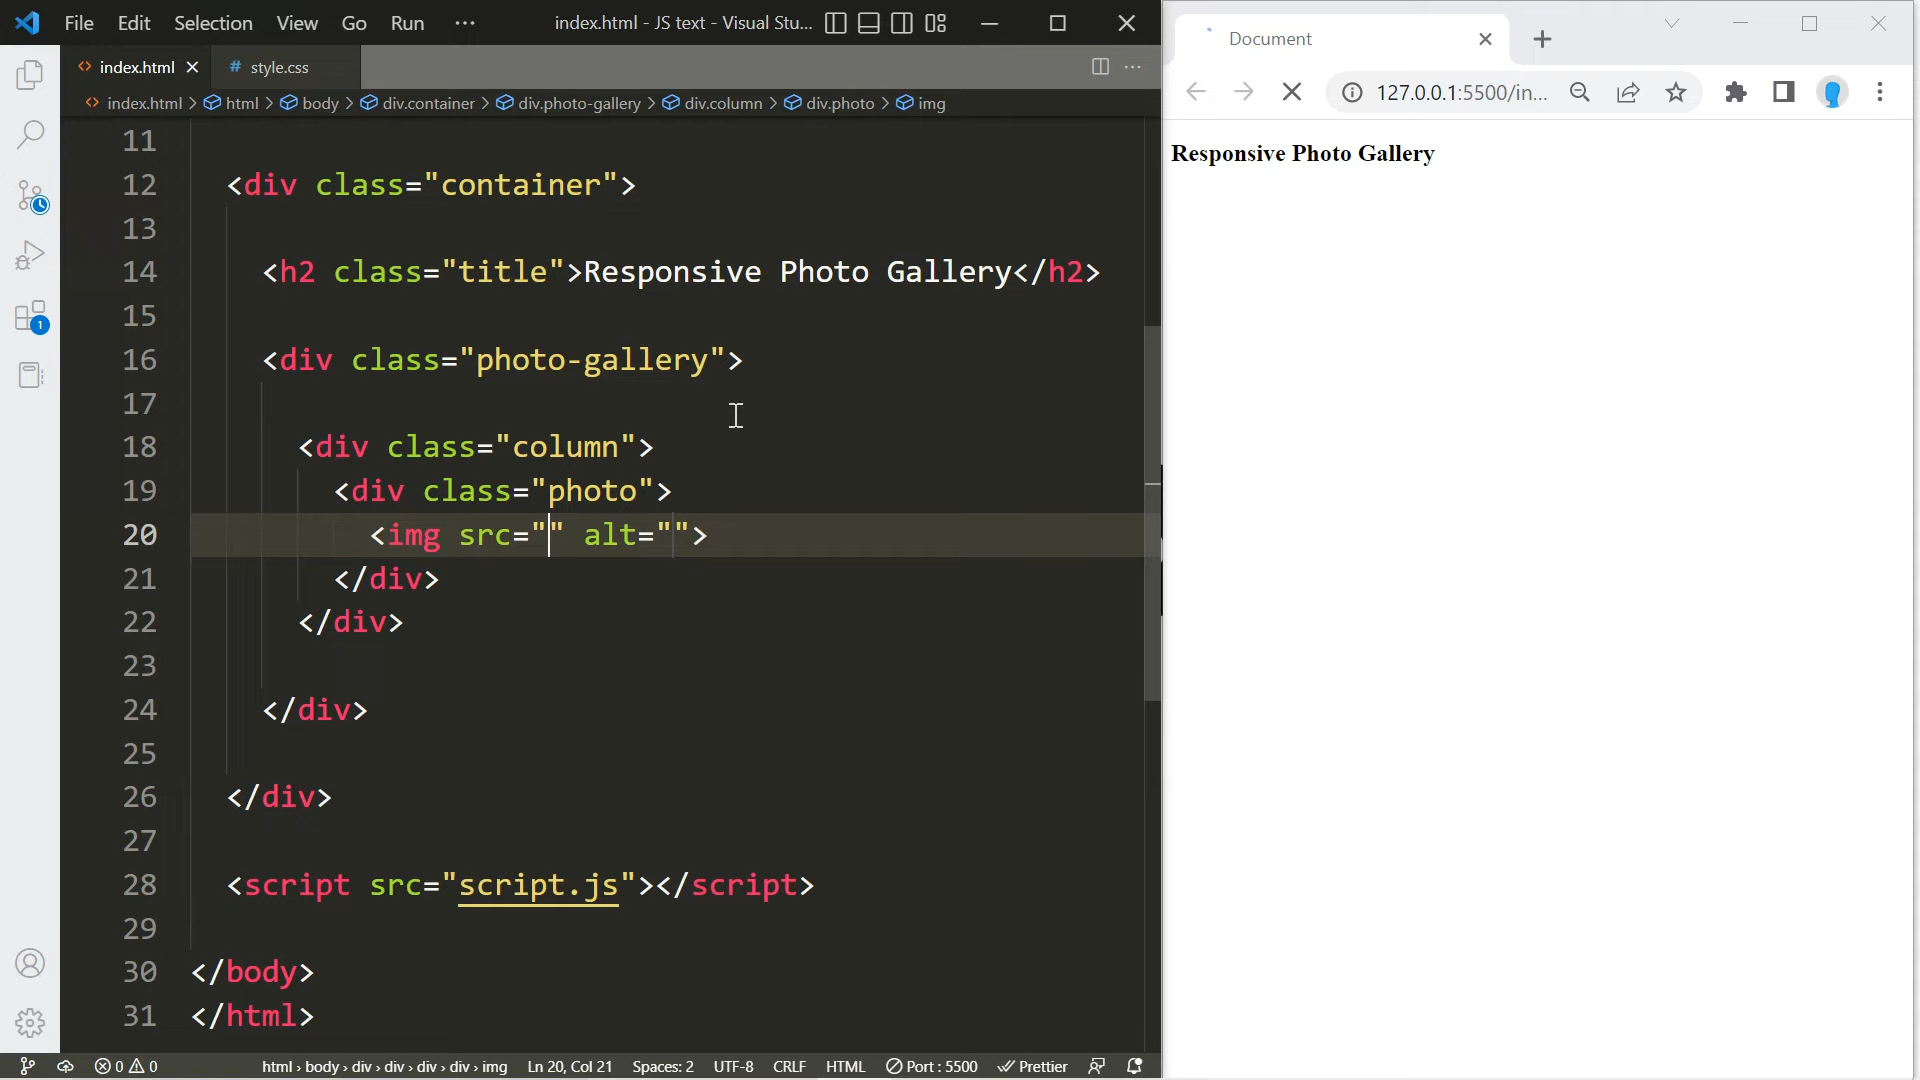 File Edit Selection View Go Run ··· index.html - JS text - Visual Stu...
index.html style.css
index.html > html > body > div.container > div.photo-gallery > div.column > div.photo > img
11
12 <div class="container">
13
14 <h2 class="title">Responsive Photo Gallery</h2>
15
16 <div class="photo-gallery">
17
18 <div class="column">
19 <div class="photo">
20 <img src="" alt="">
21 </div>
22 </div>
23
24 </div>
25
26 </div>
27
28 <script src="script.js"></script>
29
30 </body>
31 </html>
1
0 0 html › body › div › div › div › div › img Ln 20, Col 21 Spaces: 2 UTF-8 CRLF HTML Port : 5500 Prettier
Document
127.0.0.1:5500/in...
Responsive Photo Gallery